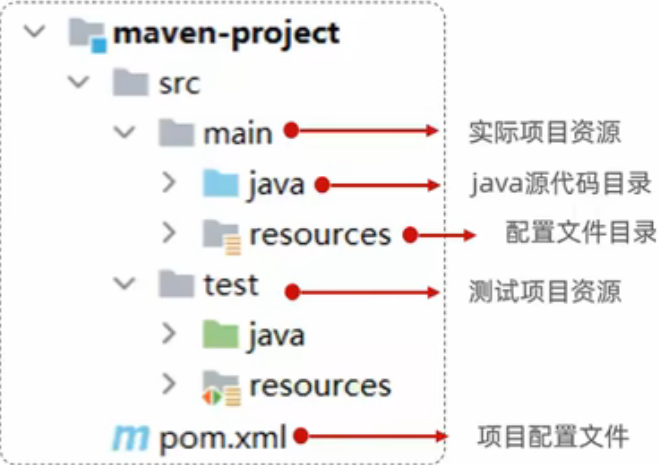 maven-project
src
main 实际项目资源
java java源代码目录
resources 配置文件目录
test 测试项目资源
java
resources
m pom.xml 项目配置文件